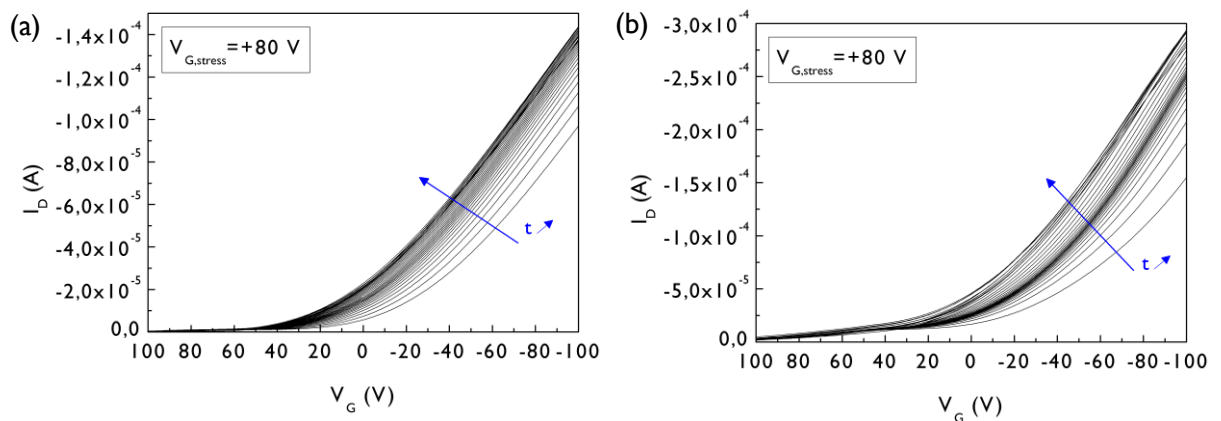 (a)
V_G,stress=+80 V
-1,4x10^-4
-1,2x10^-4
-1,0x10^-4
-8,0x10^-5
-6,0x10^-5
-4,0x10^-5
-2,0x10^-5
0,0
I_D (A)
t
100 80 60 40 20 0 -20 -40 -60 -80 -100
V_G (V)
(b)
V_G,stress=+80 V
-3,0x10^-4
-2,5x10^-4
-2,0x10^-4
-1,5x10^-4
-1,0x10^-4
-5,0x10^-5
0,0
I_D (A)
t
100 80 60 40 20 0 -20 -40 -60 -80 -100
V_G (V)